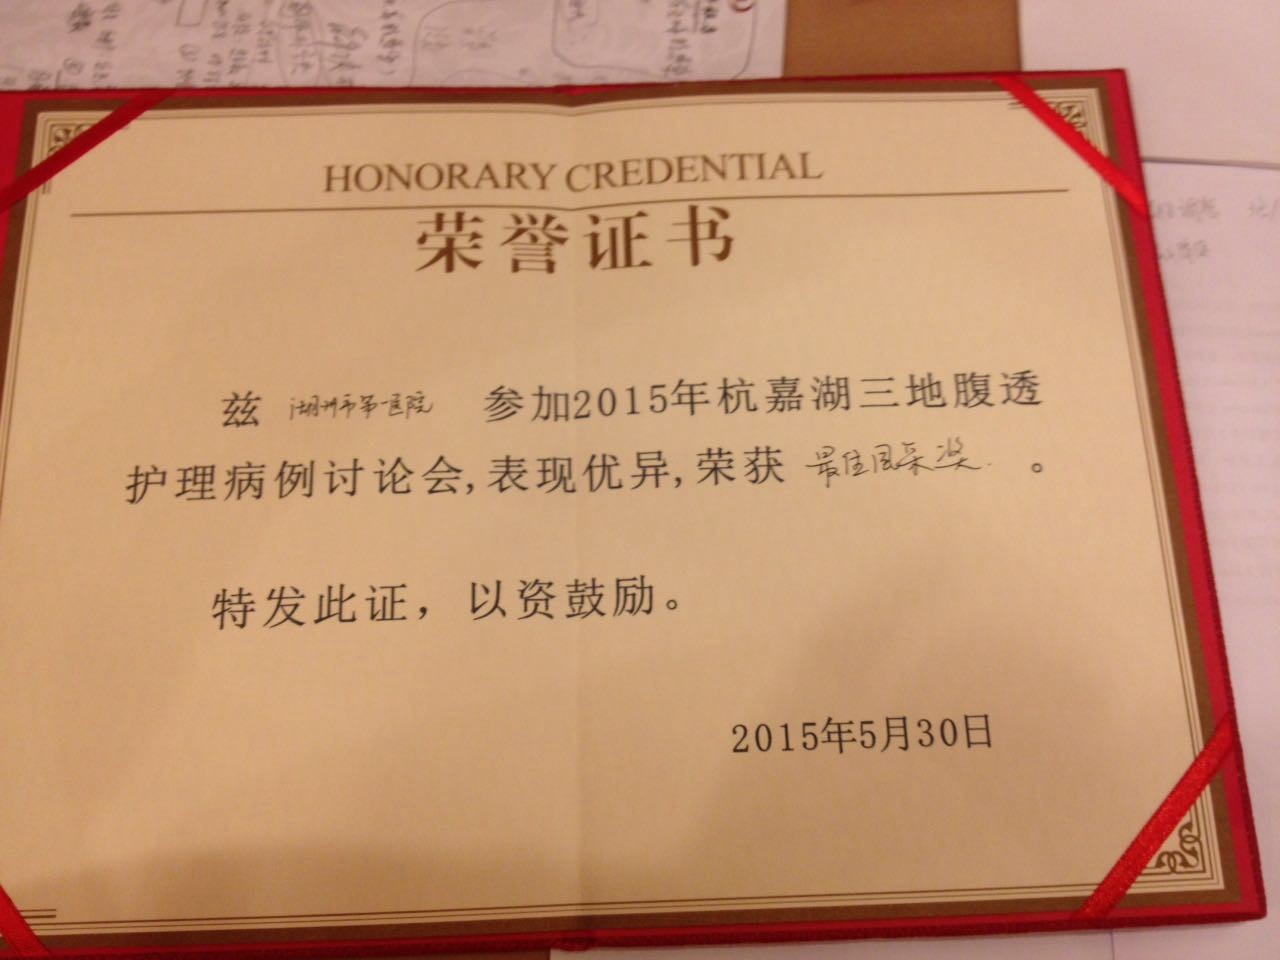 HONORARY CREDENTIAL
荣誉证书
兹 湖州市第一医院 参加2015年杭嘉湖三地腹透
护理病例讨论会,表现优异,荣获 最佳风采奖 。
特发此证，以资鼓励。
2015年5月30日